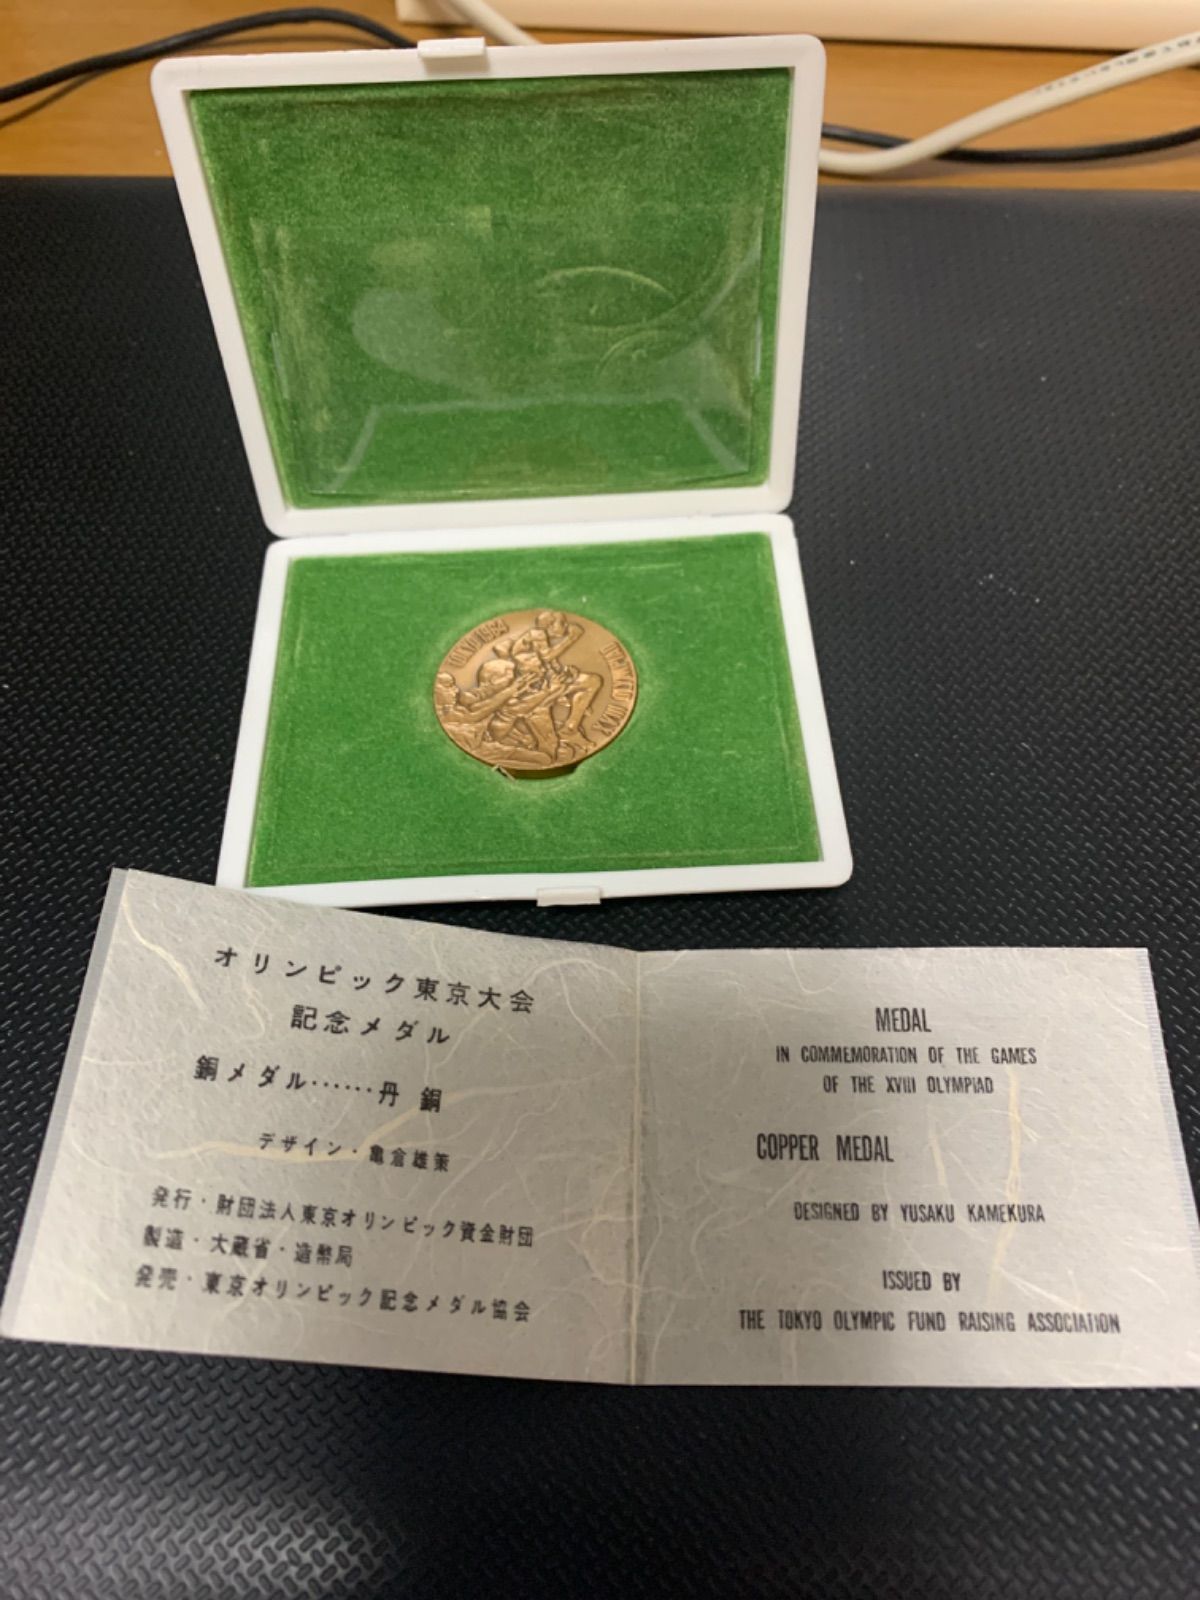 TOKYO 1964
オリンピック東京大会
記念メダル
銅メダル……丹 銅
デザイン・亀倉雄策
発行・財団法人東京オリンピック資金財団
製造・大蔵省・造幣局
発売・東京オリンピック記念メダル協会
MEDAL
IN COMMEMORATION OF THE GAMES
OF THE XVIII OLYMPIAD
COPPER MEDAL
DESIGNED BY YUSAKU KAMEKURA
ISSUED BY
THE TOKYO OLYMPIC FUND RAISING ASSOCIATION